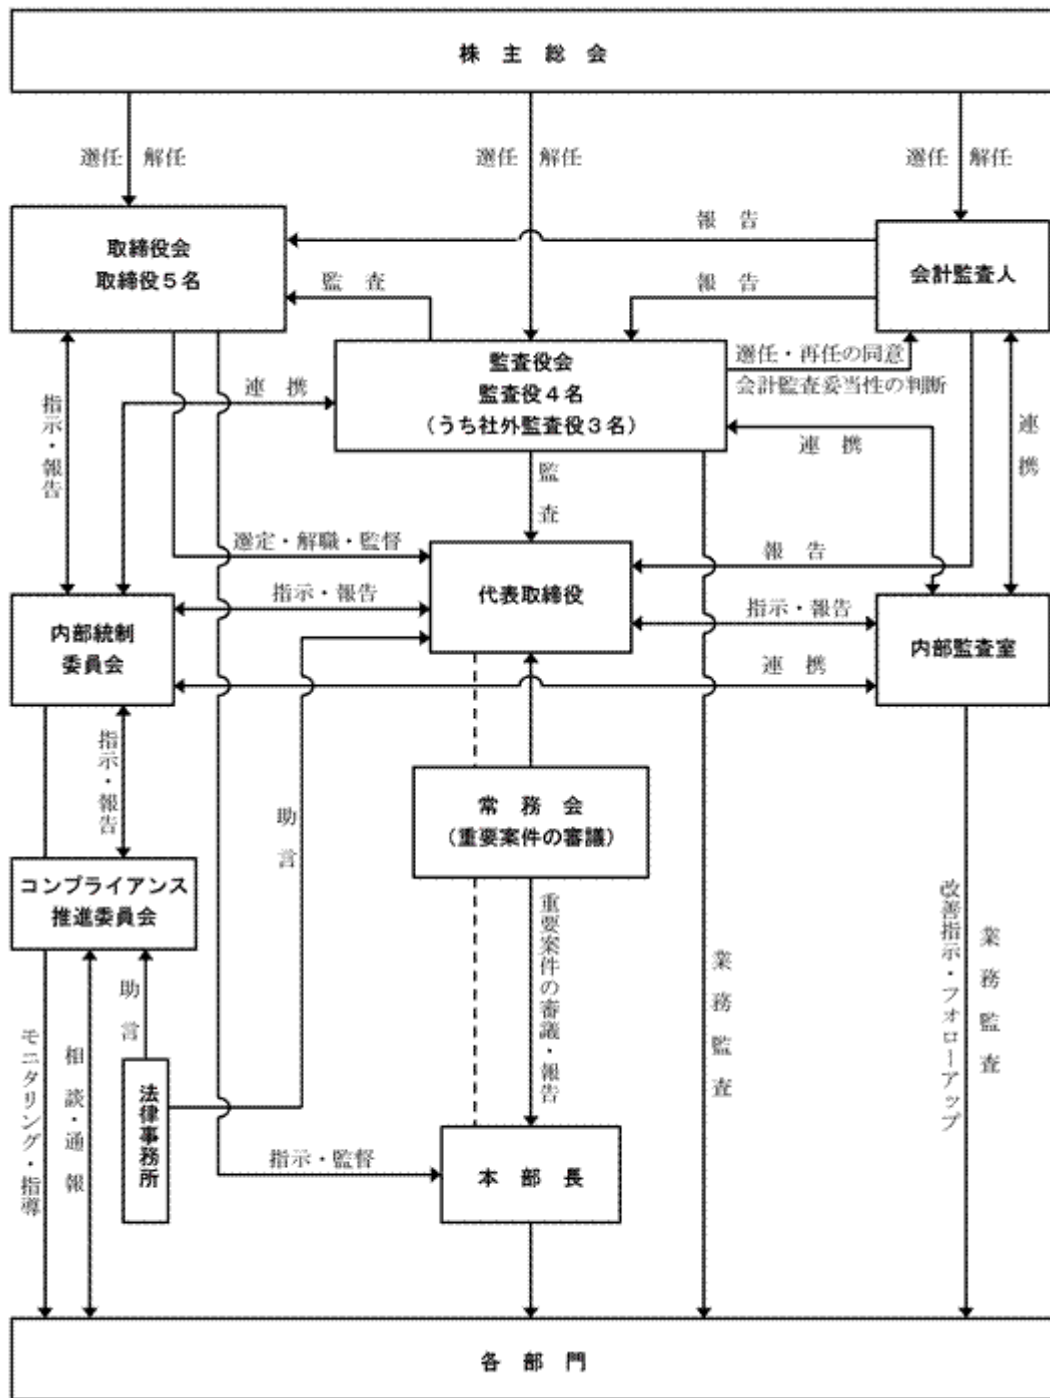 株 主 総 会
選任 解任
選任 解任
選任 解任
取締役会
取締役５名
報 告
会計監査人
監 査
報 告
監査役会
監査役４名
（うち社外監査役３名）
選任・再任の同意
会計監査妥当性の判断
連 携
連 携
連 携
指示・報告
監 査
選定・解職・監督
報 告
代表取締役
指示・報告
指示・報告
内部統制
委員会
内部監査室
連 携
指示・報告
常 務 会
（重要案件の審議）
助 言
コンプライアンス
推進委員会
重要案件の審議・報告
業 務 監 査
改善指示・フォローアップ
業 務 監 査
助 言
モニタリング・指導
相 談・通 報
法律事務所
指示・監督
本 部 長
各 部 門